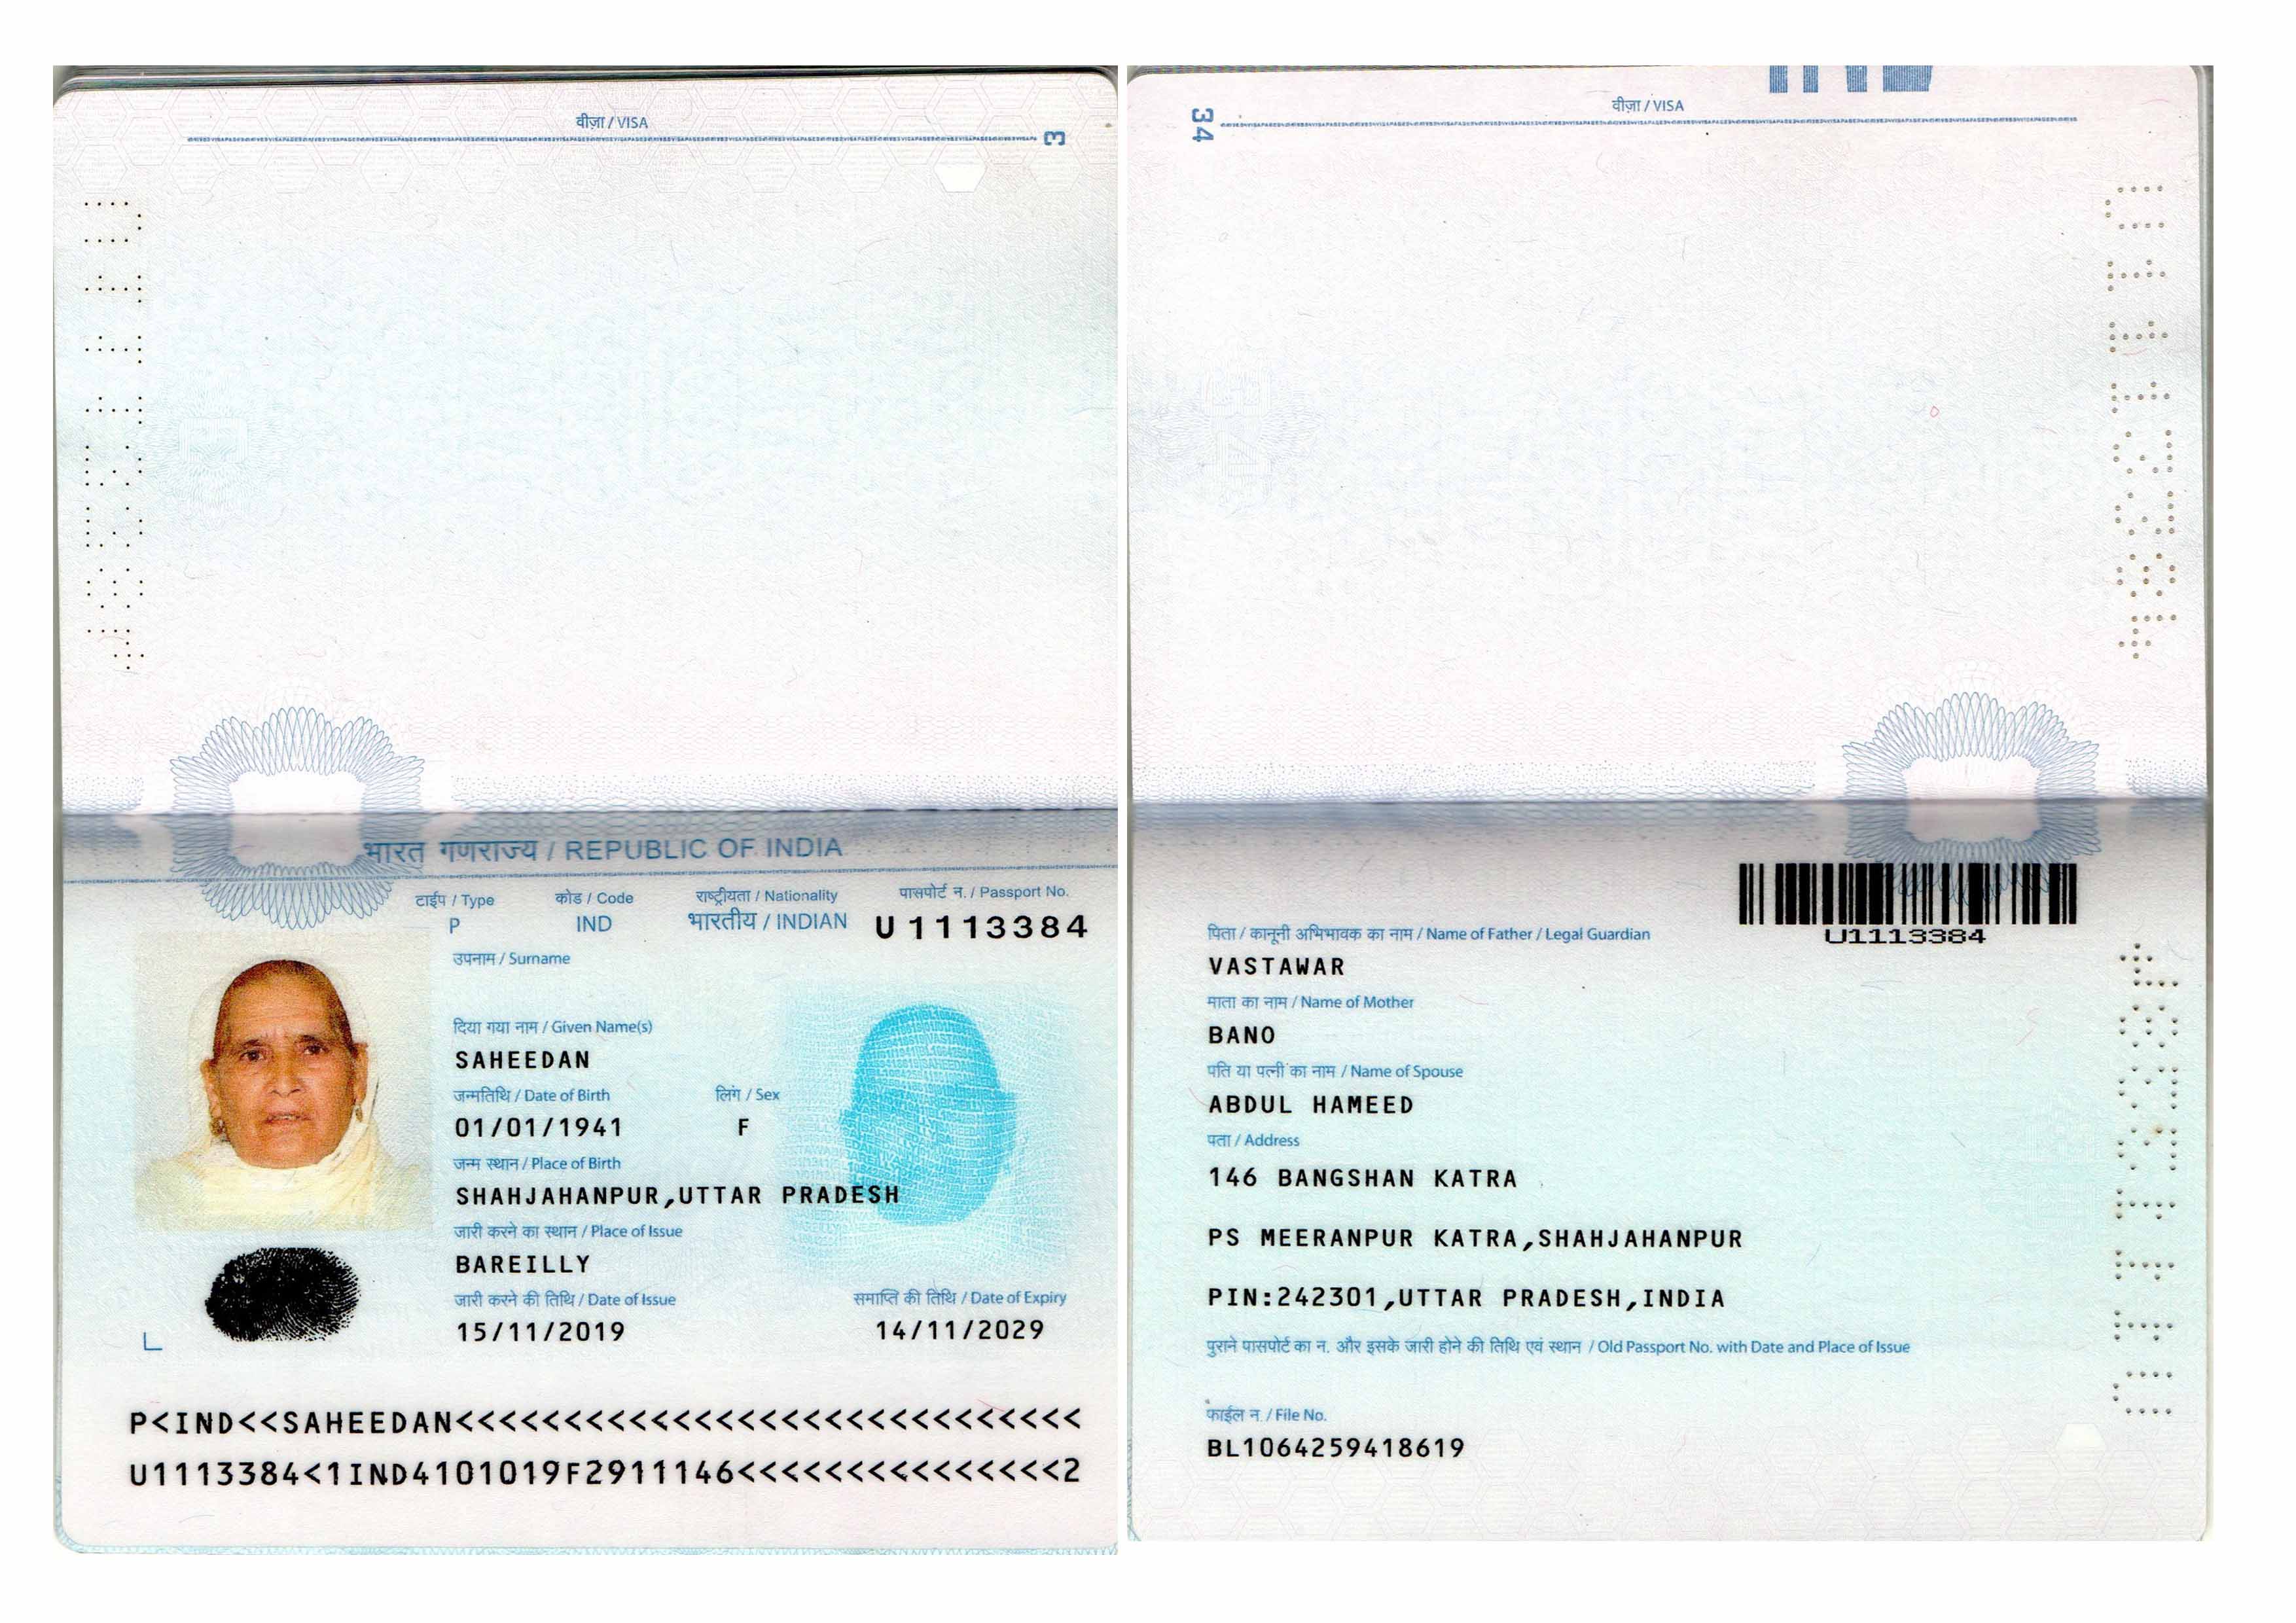 वीज़ा / VISA
3
भारत गणराज्य / REPUBLIC OF INDIA
टाईप / Type
कोड / Code
राष्ट्रीयता / Nationality
पासपोर्ट न. / Passport No.
P
IND
भारतीय / INDIAN
U1113384
उपनाम / Surname
दिया गया नाम / Given Name(s)
SAHEEDAN
जन्मतिथि / Date of Birth
लिंग / Sex
01/01/1941
F
जन्म स्थान / Place of Birth
SHAHJAHANPUR,UTTAR PRADESH
जारी करने का स्थान / Place of Issue
BAREILLY
जारी करने की तिथि / Date of Issue
समाप्ति की तिथि / Date of Expiry
15/11/2019
14/11/2029
P<IND<<SAHEEDAN<<<<<<<<<<<<<<<<<<<<<<<<<<<<<
U1113384<1IND4101019F2911146<<<<<<<<<<<<<<<2
34
वीज़ा / VISA
U1113384
पिता / कानूनी अभिभावक का नाम / Name of Father / Legal Guardian
VASTAWAR
माता का नाम / Name of Mother
BANO
पति या पत्नी का नाम / Name of Spouse
ABDUL HAMEED
पता / Address
146 BANGSHAN KATRA
PS MEERANPUR KATRA,SHAHJAHANPUR
PIN:242301,UTTAR PRADESH,INDIA
पुराने पासपोर्ट का न. और इसके जारी होने की तिथि एवं स्थान / Old Passport No. with Date and Place of Issue
फाईल न. / File No.
BL1064259418619